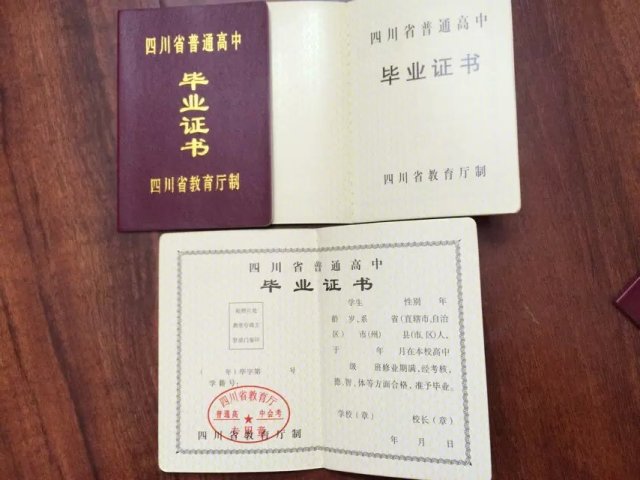 四川省普通高中
毕业证书
四川省教育厅制
四川省普通高中
毕业证书
四川省教育厅制
四川省普通高中
毕业证书
学生 性别 年
龄 岁,系 省(直辖市,自治
区) 市(州) 县(市,区)人,
于 年 月在本校高中
级 班修业期满,经考核,
德,智,体等方面合格,准予毕业。
学校(章) 校长(章)
年 月 日
( 年)毕字第 号
学籍号:
四川省教育厅
普通高 中会考
专用章
四川省教育厅制